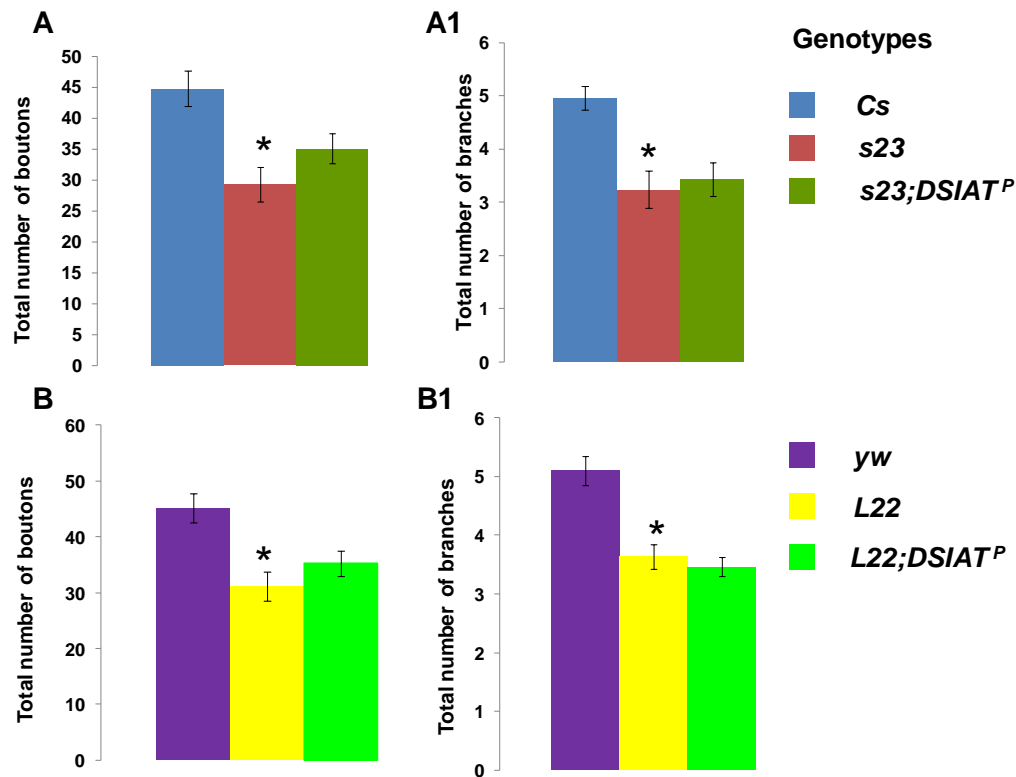 A
Total number of boutons
50
45
40
35
30
25
20
15
10
5
0
*
A1
Total number of branches
6
5
4
3
2
1
0
*
Genotypes
Cs
s23
s23;DSIAT P
B
Total number of boutons
60
50
40
30
20
10
0
*
B1
Total number of branches
6
5
4
3
2
1
0
*
yw
L22
L22;DSIAT P